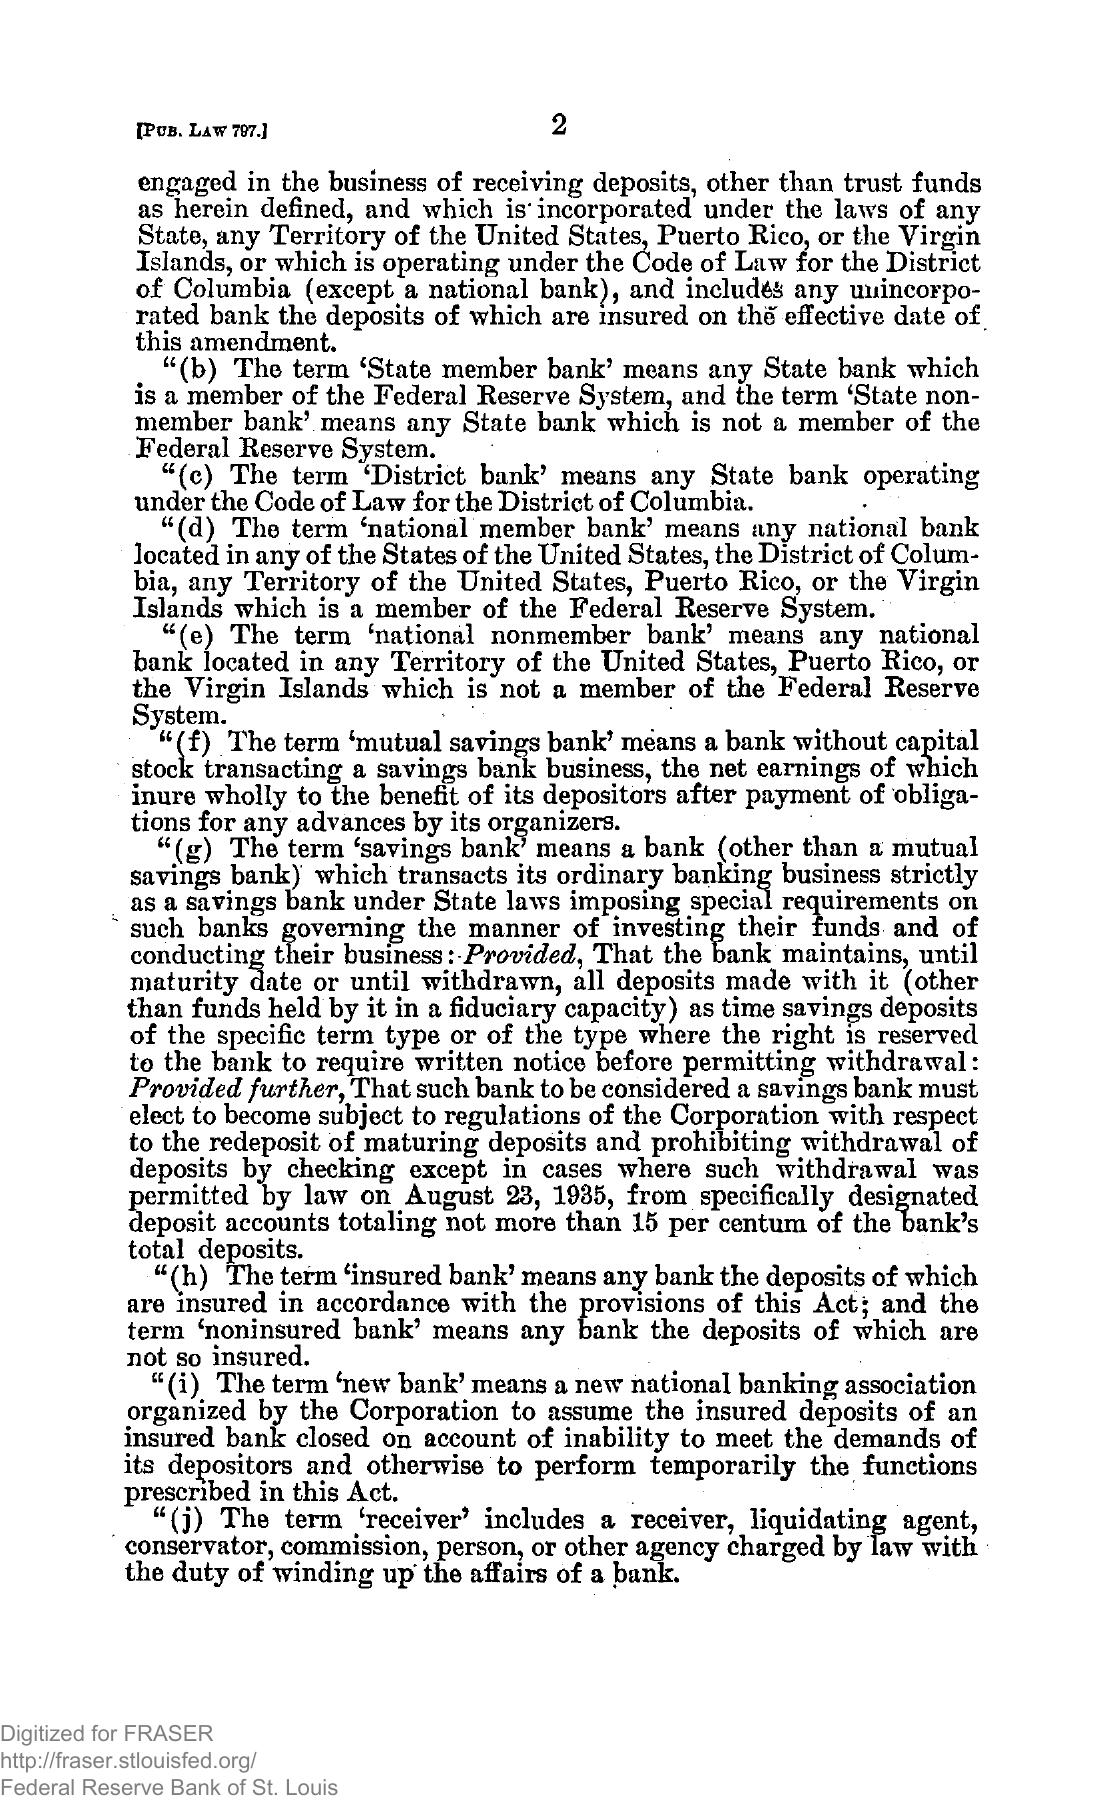 [PUB. LAW 797.]
2
engaged in the business of receiving deposits, other than trust funds
as herein defined, and which is incorporated under the laws of any
State, any Territory of the United States, Puerto Rico, or the Virgin
Islands, or which is operating under the Code of Law for the District
of Columbia (except a national bank), and includes any unincorpo-
rated bank the deposits of which are insured on the effective date of
this amendment.
“(b) The term ‘State member bank’ means any State bank which
is a member of the Federal Reserve System, and the term ‘State non-
member bank’ means any State bank which is not a member of the
Federal Reserve System.
“(c) The term ‘District bank’ means any State bank operating
under the Code of Law for the District of Columbia.
“(d) The term ‘national member bank’ means any national bank
located in any of the States of the United States, the District of Colum-
bia, any Territory of the United States, Puerto Rico, or the Virgin
Islands which is a member of the Federal Reserve System.
“(e) The term ‘national nonmember bank’ means any national
bank located in any Territory of the United States, Puerto Rico, or
the Virgin Islands which is not a member of the Federal Reserve
System.
“(f) The term ‘mutual savings bank’ means a bank without capital
stock transacting a savings bank business, the net earnings of which
inure wholly to the benefit of its depositors after payment of obliga-
tions for any advances by its organizers.
“(g) The term ‘savings bank’ means a bank (other than a mutual
savings bank) which transacts its ordinary banking business strictly
as a savings bank under State laws imposing special requirements on
such banks governing the manner of investing their funds and of
conducting their business: Provided, That the bank maintains, until
maturity date or until withdrawn, all deposits made with it (other
than funds held by it in a fiduciary capacity) as time savings deposits
of the specific term type or of the type where the right is reserved
to the bank to require written notice before permitting withdrawal:
Provided further, That such bank to be considered a savings bank must
elect to become subject to regulations of the Corporation with respect
to the redeposit of maturing deposits and prohibiting withdrawal of
deposits by checking except in cases where such withdrawal was
permitted by law on August 23, 1935, from specifically designated
deposit accounts totaling not more than 15 per centum of the bank’s
total deposits.
“(h) The term ‘insured bank’ means any bank the deposits of which
are insured in accordance with the provisions of this Act; and the
term ‘noninsured bank’ means any bank the deposits of which are
not so insured.
“(i) The term ‘new bank’ means a new national banking association
organized by the Corporation to assume the insured deposits of an
insured bank closed on account of inability to meet the demands of
its depositors and otherwise to perform temporarily the functions
prescribed in this Act.
“(j) The term ‘receiver’ includes a receiver, liquidating agent,
conservator, commission, person, or other agency charged by law with
the duty of winding up the affairs of a bank.
Digitized for FRASER
http://fraser.stlouisfed.org/
Federal Reserve Bank of St. Louis